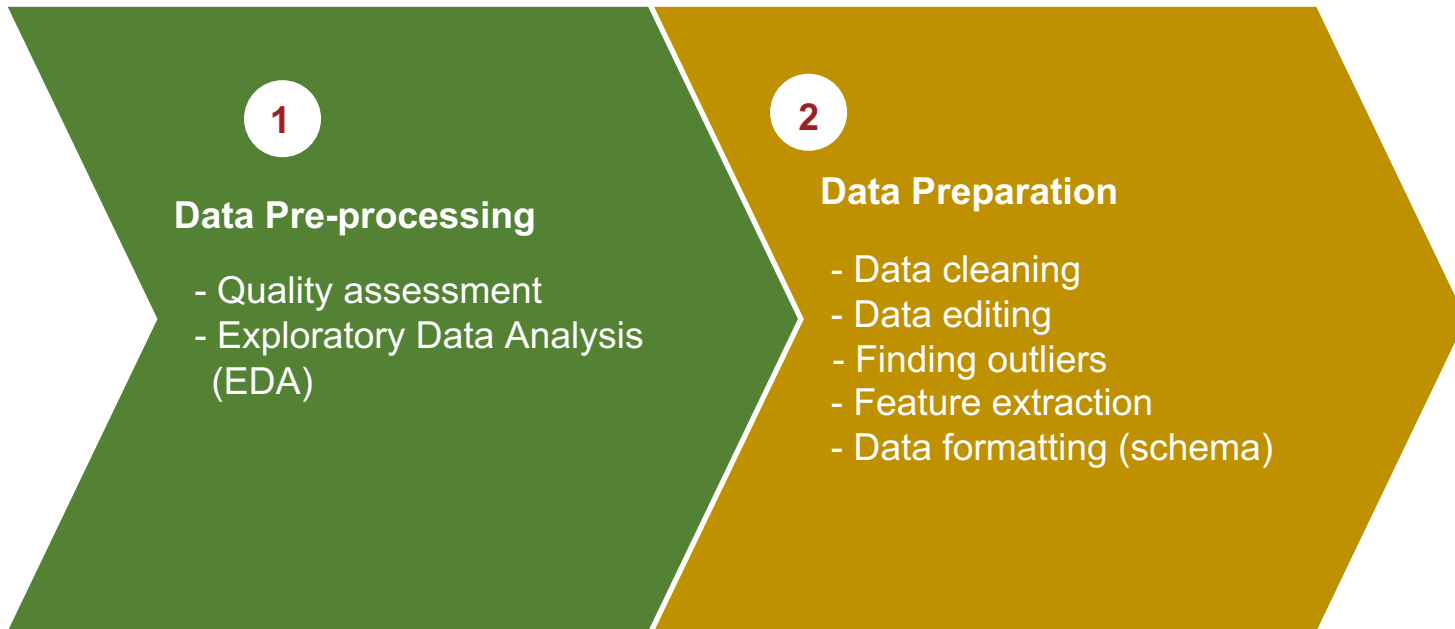 1
Data Pre-processing
- Quality assessment
- Exploratory Data Analysis
(EDA)
2
Data Preparation
- Data cleaning
- Data editing
- Finding outliers
- Feature extraction
- Data formatting (schema)